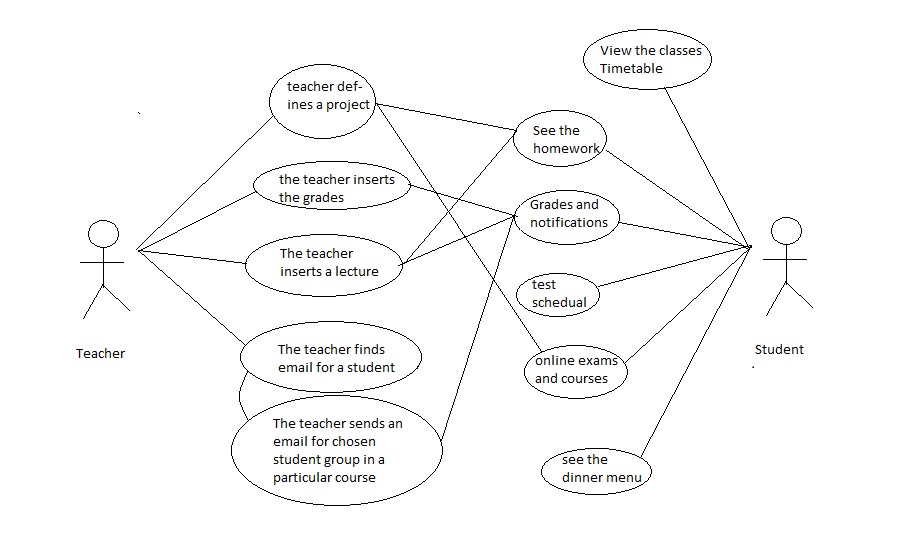 View the classes
Timetable
teacher def-
ines a project
See the
homework
the teacher inserts
the grades
Grades and
notifications
The teacher
inserts a lecture
test
schedual
Teacher
Student
The teacher finds
email for a student
online exams
and courses
The teacher sends an
email for chosen
student group in a
particular course
see the
dinner menu